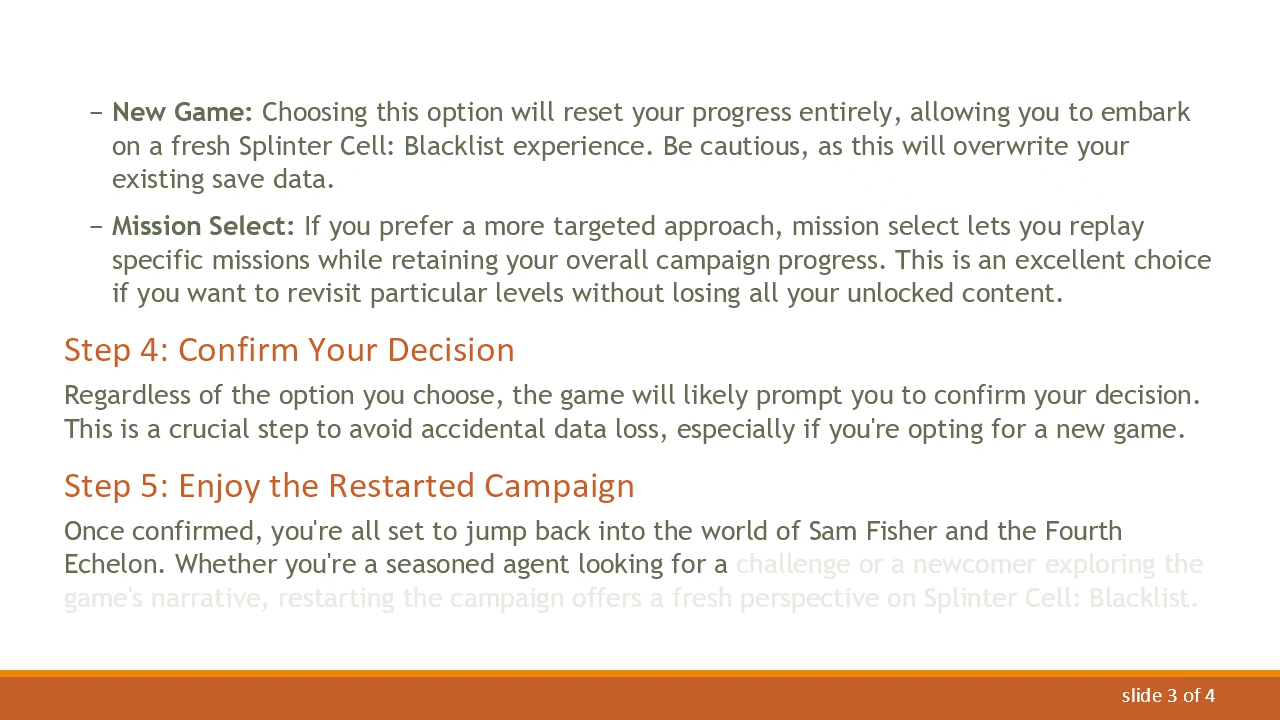 – New Game: Choosing this option will reset your progress entirely, allowing you to embark
on a fresh Splinter Cell: Blacklist experience. Be cautious, as this will overwrite your
existing save data.
– Mission Select: If you prefer a more targeted approach, mission select lets you replay
specific missions while retaining your overall campaign progress. This is an excellent choice
if you want to revisit particular levels without losing all your unlocked content.
Step 4: Confirm Your Decision
Regardless of the option you choose, the game will likely prompt you to confirm your decision.
This is a crucial step to avoid accidental data loss, especially if you're opting for a new game.
Step 5: Enjoy the Restarted Campaign
Once confirmed, you're all set to jump back into the world of Sam Fisher and the Fourth
Echelon. Whether you're a seasoned agent looking for a challenge or a newcomer exploring the
game's narrative, restarting the campaign offers a fresh perspective on Splinter Cell: Blacklist.
slide 3 of 4